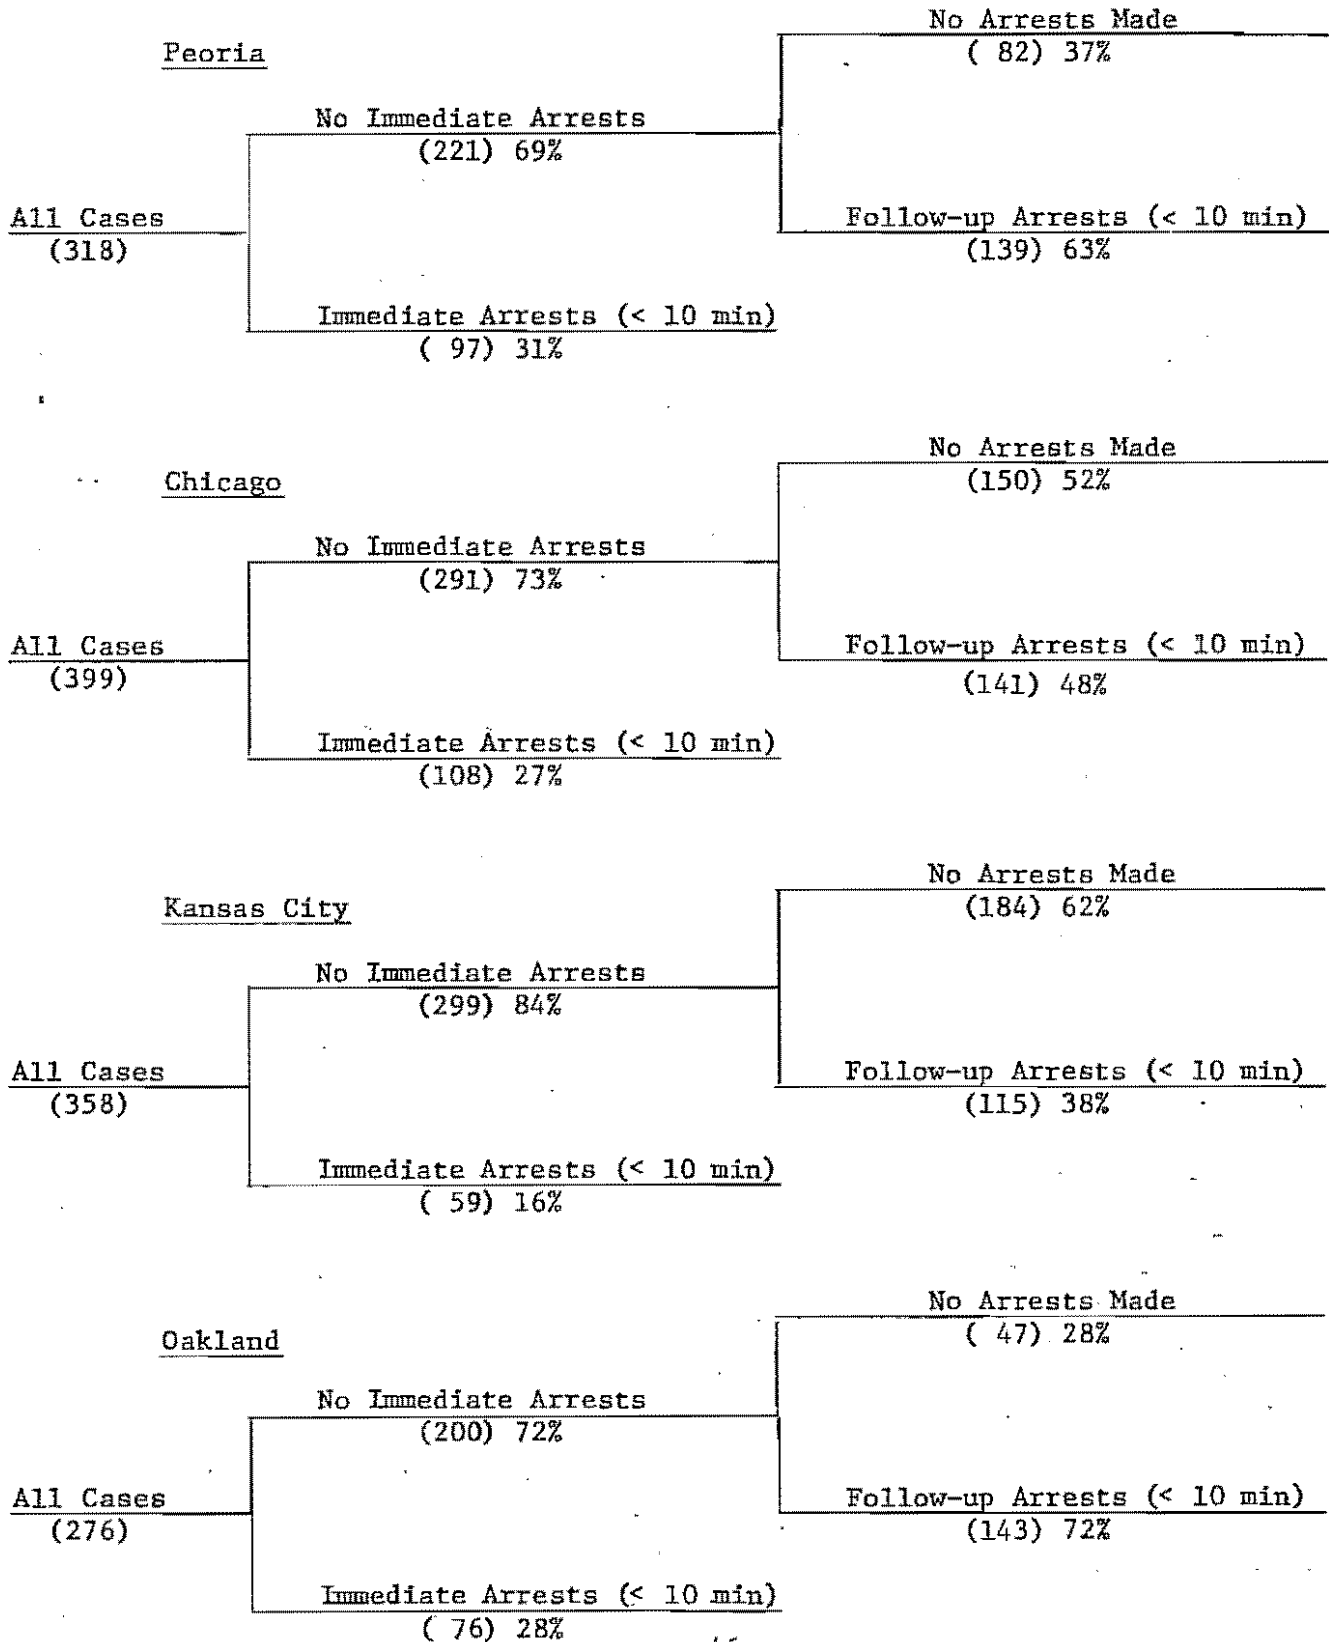 No Arrests Made
Peoria
( 82) 37%
No Immediate Arrests
(221) 69%
All Cases
(318)
Follow-up Arrests (< 10 min)
(139) 63%
Immediate Arrests (< 10 min)
( 97) 31%
No Arrests Made
Chicago
(150) 52%
No Immediate Arrests
(291) 73%
All Cases
(399)
Follow-up Arrests (< 10 min)
(141) 48%
Immediate Arrests (< 10 min)
(108) 27%
No Arrests Made
Kansas City
(184) 62%
No Immediate Arrests
(299) 84%
All Cases
(358)
Follow-up Arrests (< 10 min)
(115) 38%
Immediate Arrests (< 10 min)
( 59) 16%
No Arrests Made
Oakland
( 47) 28%
No Immediate Arrests
(200) 72%
All Cases
(276)
Follow-up Arrests (< 10 min)
(143) 72%
Immediate Arrests (< 10 min)
( 76) 28%